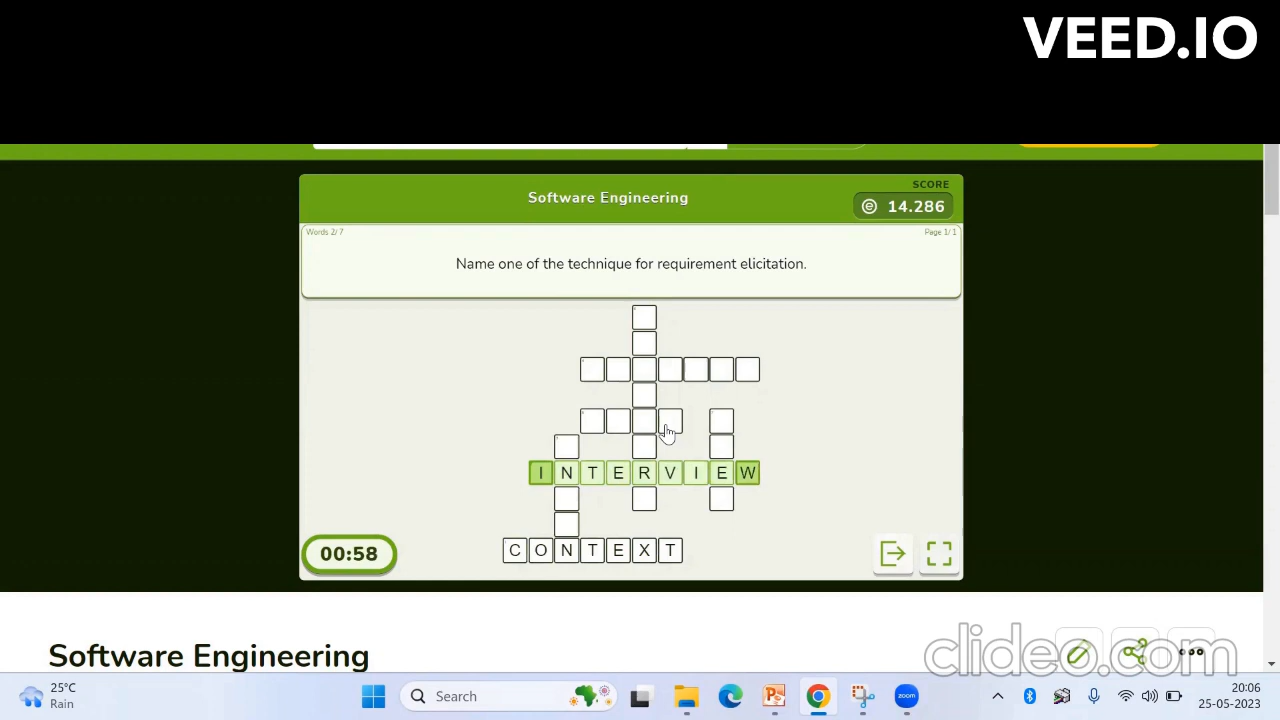 VEED.IO
Software Engineering
SCORE
14.286
Words 2/ 7
Page 1/ 1
Name one of the technique for requirement elicitation.
INTERVIEW
00:58
CONTEXT
Software Engineering
clideo.com
25°C
Rain
Search
zoom
20:06
25-05-2023